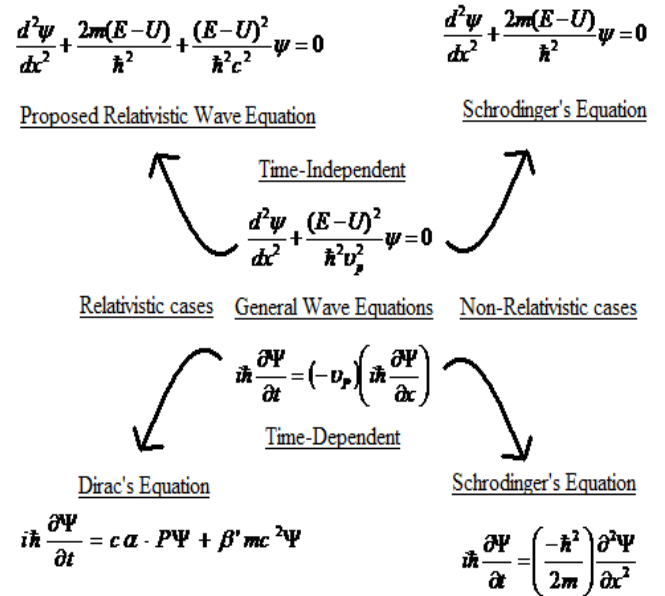 d²ψ/dx² + 2m(E−U)/ħ² + (E−U)²/ħ²c² ψ = 0
d²ψ/dx² + 2m(E−U)/ħ² ψ = 0
Proposed Relativistic Wave Equation
Schrodinger's Equation
Time-Independent
d²ψ/dx² + (E−U)²/ħ²υₚ² ψ = 0
Relativistic cases
General Wave Equations
Non-Relativistic cases
iħ ∂Ψ/∂t = (−υₚ)(iħ ∂Ψ/∂x)
Time-Dependent
Dirac's Equation
Schrodinger's Equation
iħ ∂Ψ/∂t = c α · PΨ + β' mc²Ψ
iħ ∂Ψ/∂t = (−ħ²/2m) ∂²Ψ/∂x²